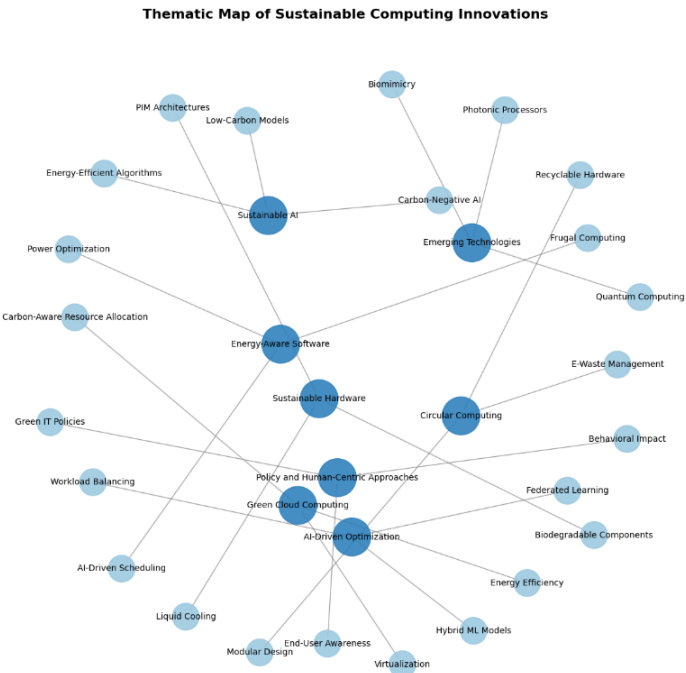 Thematic Map of Sustainable Computing Innovations
Biomimicry
PIM Architectures
Photonic Processors
Low-Carbon Models
Energy-Efficient Algorithms
Recyclable Hardware
Carbon-Negative AI
Sustainable AI
Frugal Computing
Emerging Technologies
Power Optimization
Quantum Computing
Carbon-Aware Resource Allocation
Energy-Aware Software
E-Waste Management
Sustainable Hardware
Circular Computing
Green IT Policies
Behavioral Impact
Policy and Human-Centric Approaches
Workload Balancing
Federated Learning
Green Cloud Computing
Biodegradable Components
AI-Driven Optimization
AI-Driven Scheduling
Energy Efficiency
Liquid Cooling
Hybrid ML Models
End-User Awareness
Modular Design
Virtualization